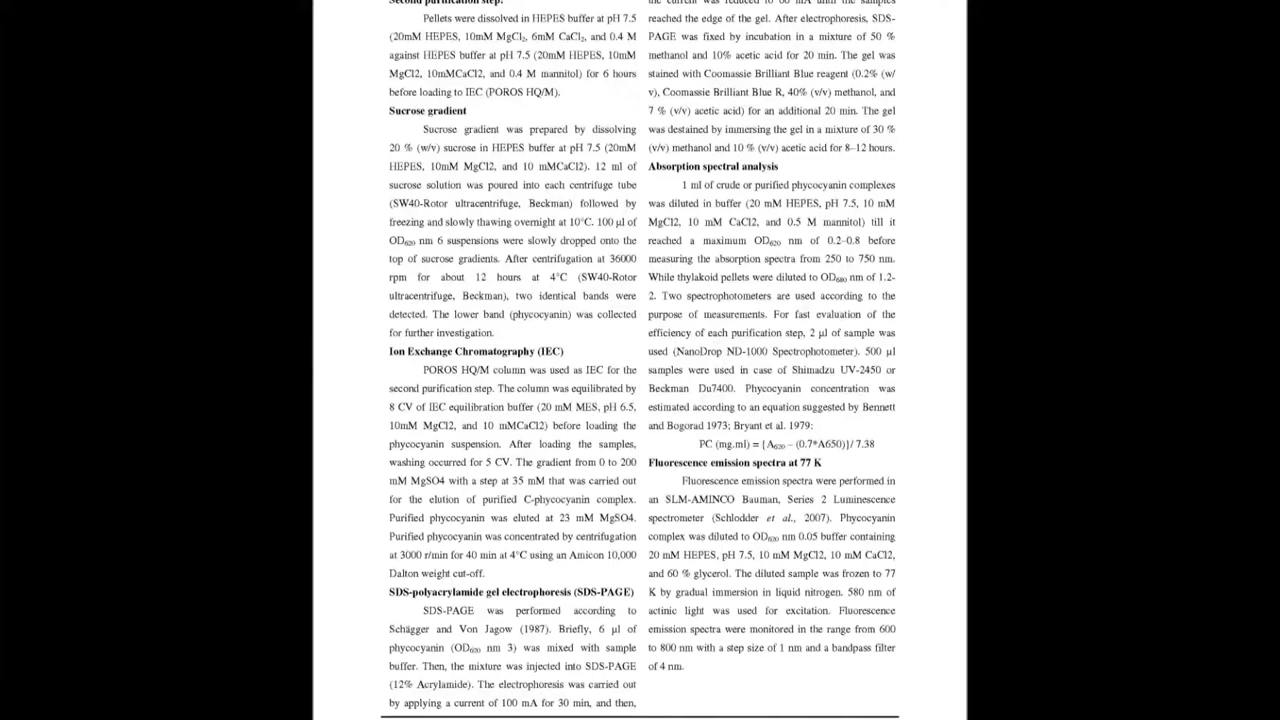 Second purification step:
Pellets were dissolved in HEPES buffer at pH 7.5
(20mM HEPES, 10mM MgCl2, 6mM CaCl2, and 0.4 M
against HEPES buffer at pH 7.5 (20mM HEPES, 10mM
MgCl2, 10mMCaCl2, and 0.4 M mannitol) for 6 hours
before loading to IEC (POROS HQ/M).
Sucrose gradient
Sucrose gradient was prepared by dissolving
20 % (w/v) sucrose in HEPES buffer at pH 7.5 (20mM
HEPES, 10mM MgCl2, and 10 mMCaCl2). 12 ml of
sucrose solution was poured into each centrifuge tube
(SW40-Rotor ultracentrifuge, Beckman) followed by
freezing and slowly thawing overnight at 10°C. 100 µl of
OD620 nm 6 suspensions were slowly dropped onto the
top of sucrose gradients. After centrifugation at 36000
rpm for about 12 hours at 4°C (SW40-Rotor
ultracentrifuge, Beckman), two identical bands were
detected. The lower band (phycocyanin) was collected
for further investigation.
Ion Exchange Chromatography (IEC)
POROS HQ/M column was used as IEC for the
second purification step. The column was equilibrated by
8 CV of IEC equilibration buffer (20 mM MES, pH 6.5,
10mM MgCl2, and 10 mMCaCl2) before loading the
phycocyanin suspension. After loading the samples,
washing occurred for 5 CV. The gradient from 0 to 200
mM MgSO4 with a step at 35 mM that was carried out
for the elution of purified C-phycocyanin complex.
Purified phycocyanin was eluted at 23 mM MgSO4.
Purified phycocyanin was concentrated by centrifugation
at 3000 r/min for 40 min at 4°C using an Amicon 10,000
Dalton weight cut-off.
SDS-polyacrylamide gel electrophoresis (SDS-PAGE)
SDS-PAGE was performed according to
Schägger and Von Jagow (1987). Briefly, 6 µl of
phycocyanin (OD620 nm 3) was mixed with sample
buffer. Then, the mixture was injected into SDS-PAGE
(12% Acrylamide). The electrophoresis was carried out
by applying a current of 100 mA for 30 min, and then,
the current was reduced to 60 mA until the samples
reached the edge of the gel. After electrophoresis, SDS-
PAGE was fixed by incubation in a mixture of 50 %
methanol and 10% acetic acid for 20 min. The gel was
stained with Coomassie Brilliant Blue reagent (0.2% (w/
v), Coomassie Brilliant Blue R, 40% (v/v) methanol, and
7 % (v/v) acetic acid) for an additional 20 min. The gel
was destained by immersing the gel in a mixture of 30 %
(v/v) methanol and 10 % (v/v) acetic acid for 8–12 hours.
Absorption spectral analysis
1 ml of crude or purified phycocyanin complexes
was diluted in buffer (20 mM HEPES, pH 7.5, 10 mM
MgCl2, 10 mM CaCl2, and 0.5 M mannitol) till it
reached a maximum OD620 nm of 0.2–0.8 before
measuring the absorption spectra from 250 to 750 nm.
While thylakoid pellets were diluted to OD680 nm of 1.2-
2. Two spectrophotometers are used according to the
purpose of measurements. For fast evaluation of the
efficiency of each purification step, 2 µl of sample was
used (NanoDrop ND-1000 Spectrophotometer). 500 µl
samples were used in case of Shimadzu UV-2450 or
Beckman Du7400. Phycocyanin concentration was
estimated according to an equation suggested by Bennett
and Bogorad 1973; Bryant et al. 1979:
PC (mg.ml) = {A620 – (0.7*A650)}/ 7.38
Fluorescence emission spectra at 77 K
Fluorescence emission spectra were performed in
an SLM-AMINCO Bauman, Series 2 Luminescence
spectrometer (Schlodder et al., 2007). Phycocyanin
complex was diluted to OD620 nm 0.05 buffer containing
20 mM HEPES, pH 7.5, 10 mM MgCl2, 10 mM CaCl2,
and 60 % glycerol. The diluted sample was frozen to 77
K by gradual immersion in liquid nitrogen. 580 nm of
actinic light was used for excitation. Fluorescence
emission spectra were monitored in the range from 600
to 800 nm with a step size of 1 nm and a bandpass filter
of 4 nm.